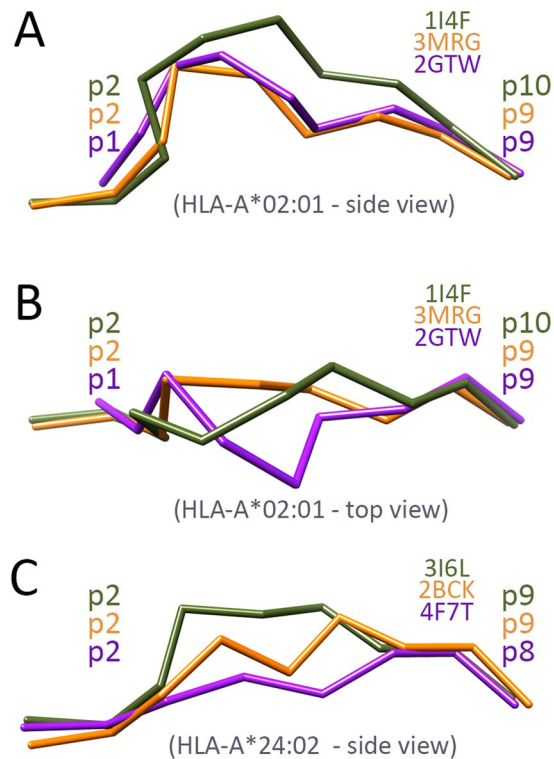 A
1I4F
3MRG
2GTW
p2
p2
p1
p10
p9
p9
(HLA-A*02:01 - side view)
B
1I4F
3MRG
2GTW
p2
p2
p1
p10
p9
p9
(HLA-A*02:01 - top view)
C
3I6L
2BCK
4F7T
p2
p2
p2
p9
p9
p8
(HLA-A*24:02 - side view)